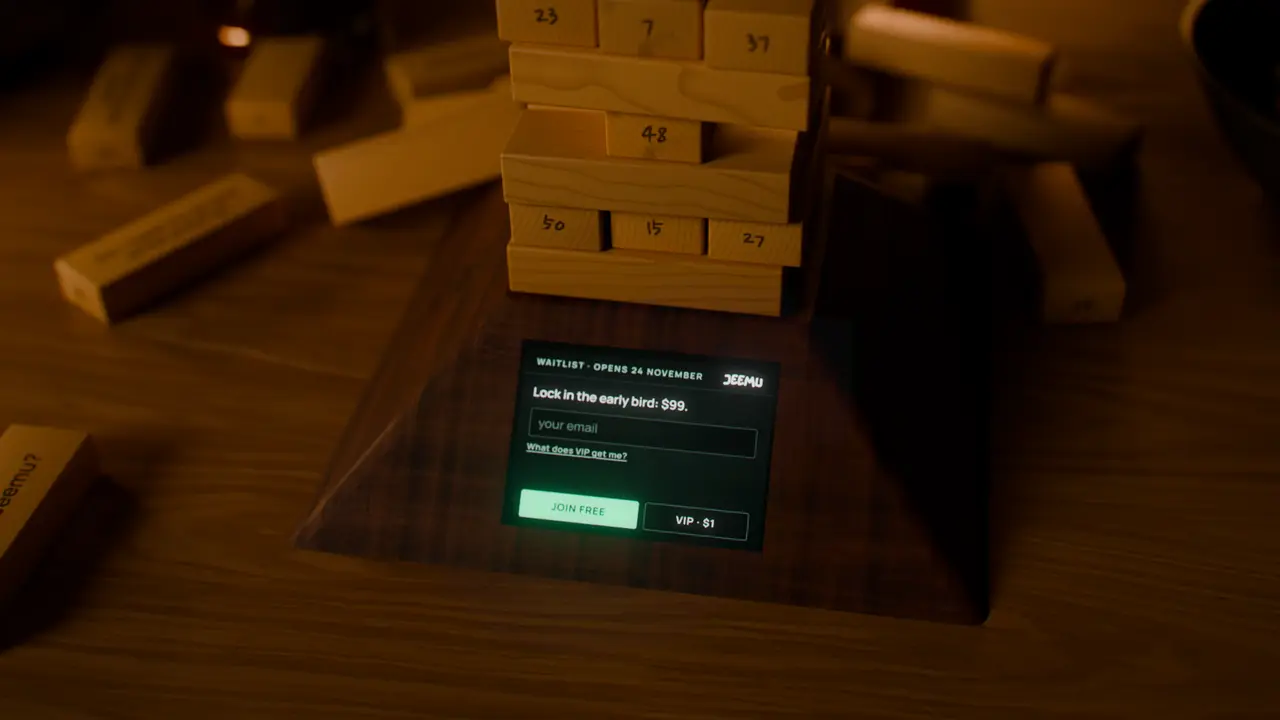 23 7 37
48
50 15 27
WAITLIST · OPENS 24 NOVEMBER
JEEMU
Lock in the early bird: $99.
your email
What does VIP get me?
JOIN FREE
VIP · $1